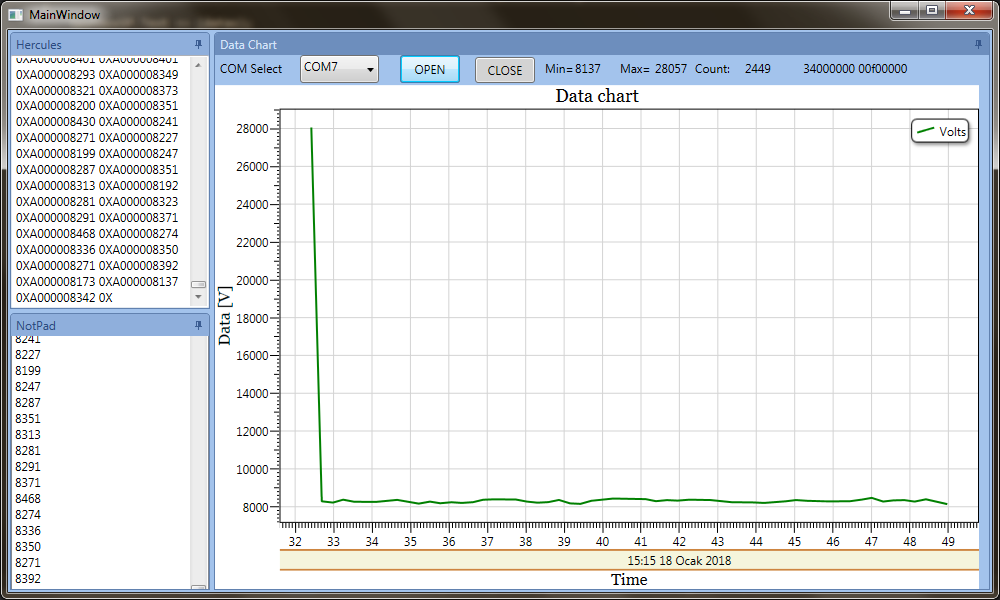 MainWindow
Hercules
0XA000008401 0XA000008401
0XA000008293 0XA000008349
0XA000008321 0XA000008373
0XA000008200 0XA000008351
0XA000008430 0XA000008241
0XA000008271 0XA000008227
0XA000008199 0XA000008247
0XA000008287 0XA000008351
0XA000008313 0XA000008192
0XA000008281 0XA000008323
0XA000008291 0XA000008371
0XA000008468 0XA000008274
0XA000008336 0XA000008350
0XA000008271 0XA000008392
0XA000008173 0XA000008137
0XA000008342 0X
NotPad
8241
8227
8199
8247
8287
8351
8313
8281
8291
8371
8468
8274
8336
8350
8271
8392
Data Chart
COM Select COM7 OPEN CLOSE Min= 8137 Max= 28057 Count: 2449 34000000 00f00000
Data chart
Volts
Data [V]
28000
26000
24000
22000
20000
18000
16000
14000
12000
10000
8000
32 33 34 35 36 37 38 39 40 41 42 43 44 45 46 47 48 49
15:15 18 Ocak 2018
Time